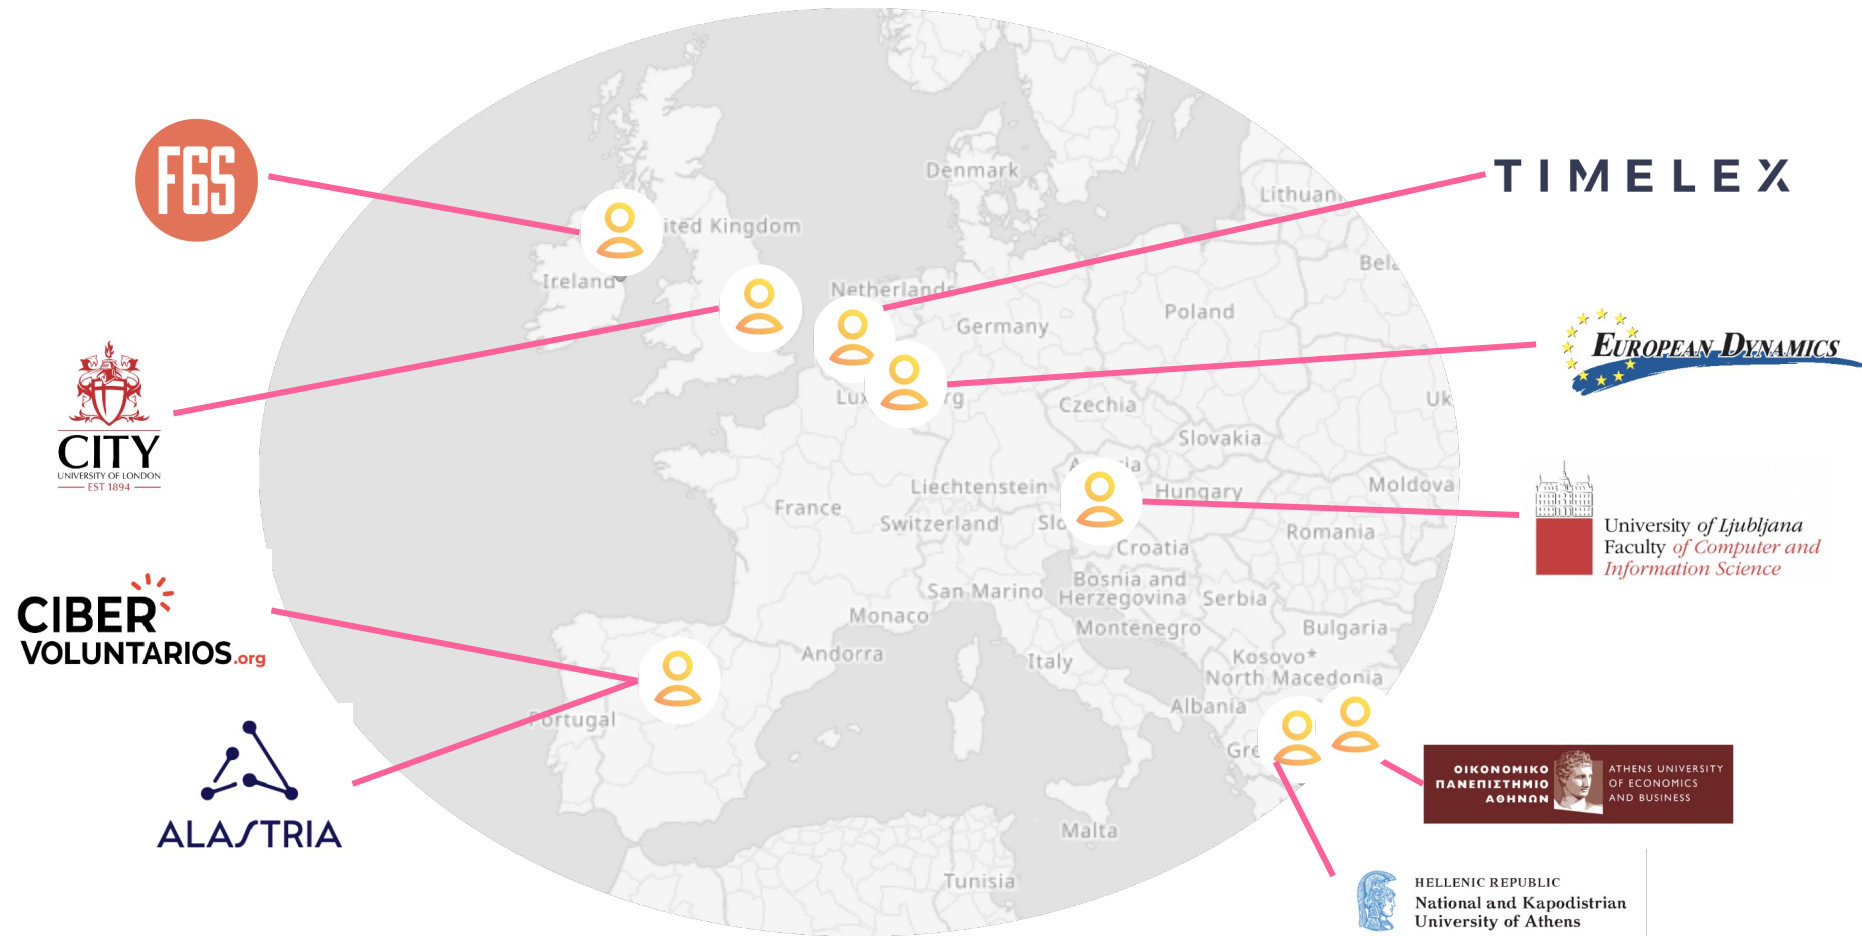 F6S
CITY
UNIVERSITY OF LONDON
EST 1894
CIBER
VOLUNTARIOS.org
ALASTRIA
TIMELEX
EUROPEAN DYNAMICS
University of Ljubljana
Faculty of Computer and
Information Science
ΟΙΚΟΝΟΜΙΚΟ
ΠΑΝΕΠΙΣΤΗΜΙΟ
ΑΘΗΝΩΝ
ATHENS UNIVERSITY
OF ECONOMICS
AND BUSINESS
HELLENIC REPUBLIC
National and Kapodistrian
University of Athens
Denmark
ited Kingdom
Lithuan
Ireland
Bela
Netherlands
Poland
Germany
Lux
rg
Czechia
Uk
Slovakia
Liechtenstein
Hungary
Moldova
France
Switzerland
Slo
Romania
Croatia
San Marino
Bosnia and
Herzegovina
Serbia
Monaco
Montenegro
Bulgaria
Andorra
Italy
Kosovo*
North Macedonia
Portugal
Albania
Gre
Malta
Tunisia